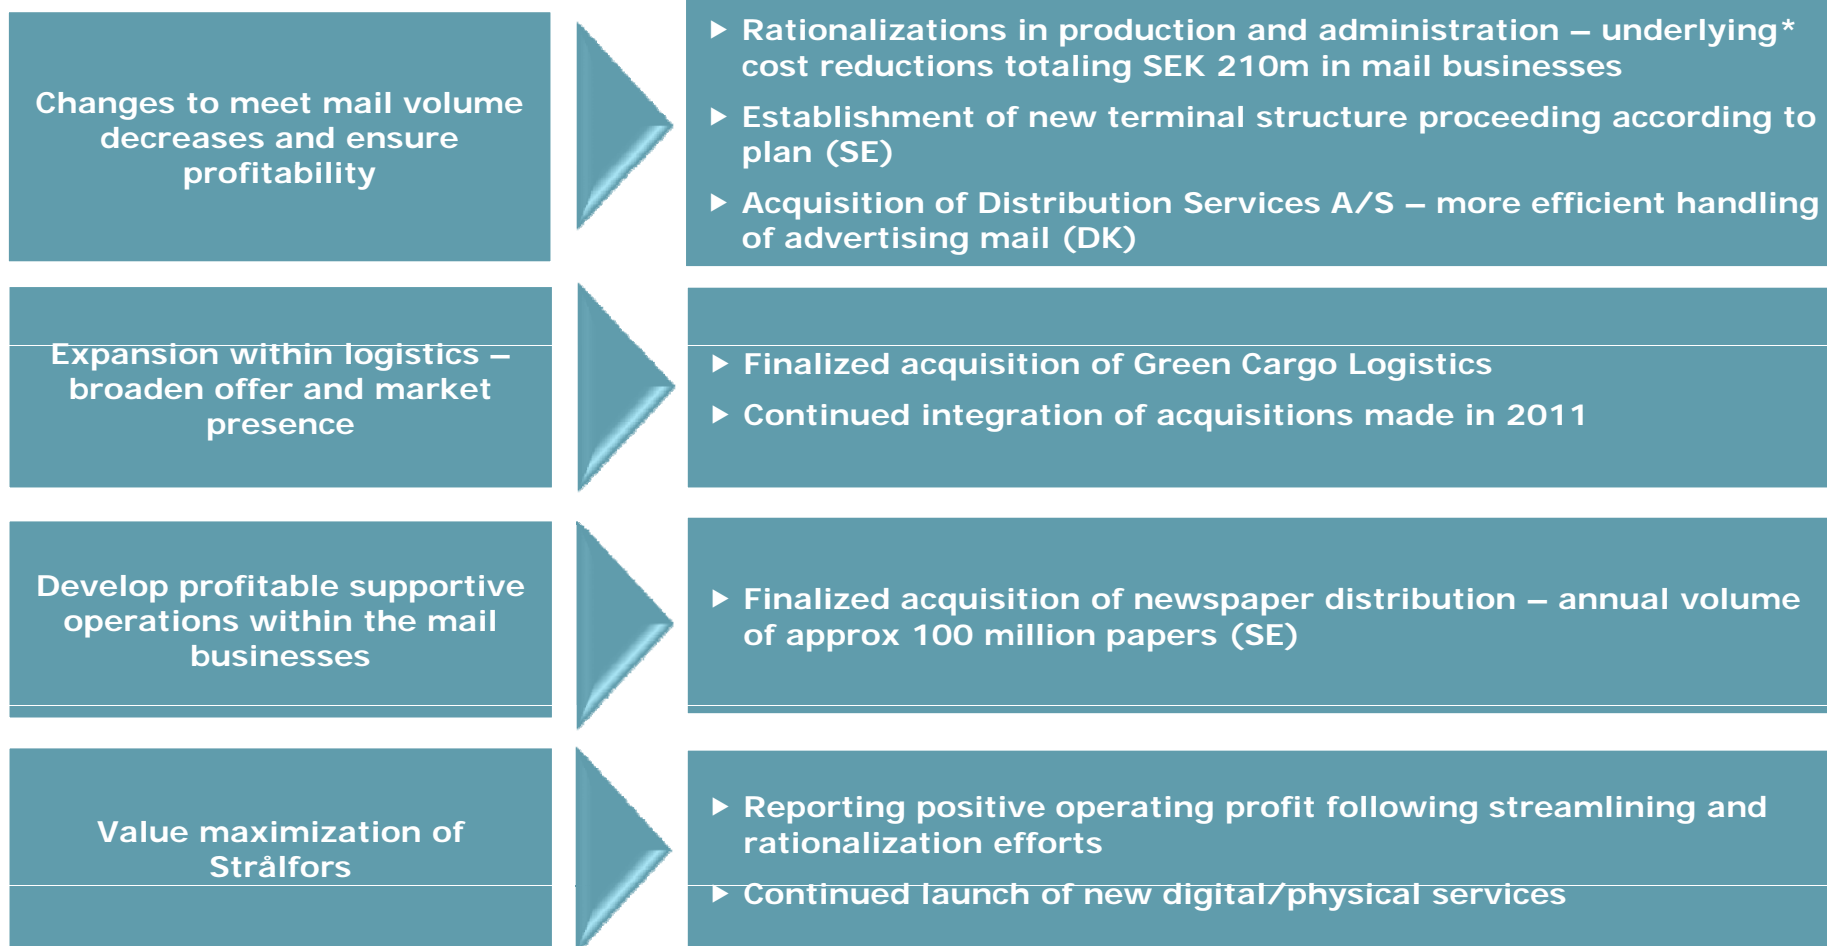 Changes to meet mail volume
decreases and ensure
profitability
▶ Rationalizations in production and administration – underlying*
cost reductions totaling SEK 210m in mail businesses
▶ Establishment of new terminal structure proceeding according to
plan (SE)
▶ Acquisition of Distribution Services A/S – more efficient handling
of advertising mail (DK)
Expansion within logistics –
broaden offer and market
presence
▶ Finalized acquisition of Green Cargo Logistics
▶ Continued integration of acquisitions made in 2011
Develop profitable supportive
operations within the mail
businesses
▶ Finalized acquisition of newspaper distribution – annual volume
of approx 100 million papers (SE)
Value maximization of
Strålfors
▶ Reporting positive operating profit following streamlining and
rationalization efforts
▶ Continued launch of new digital/physical services